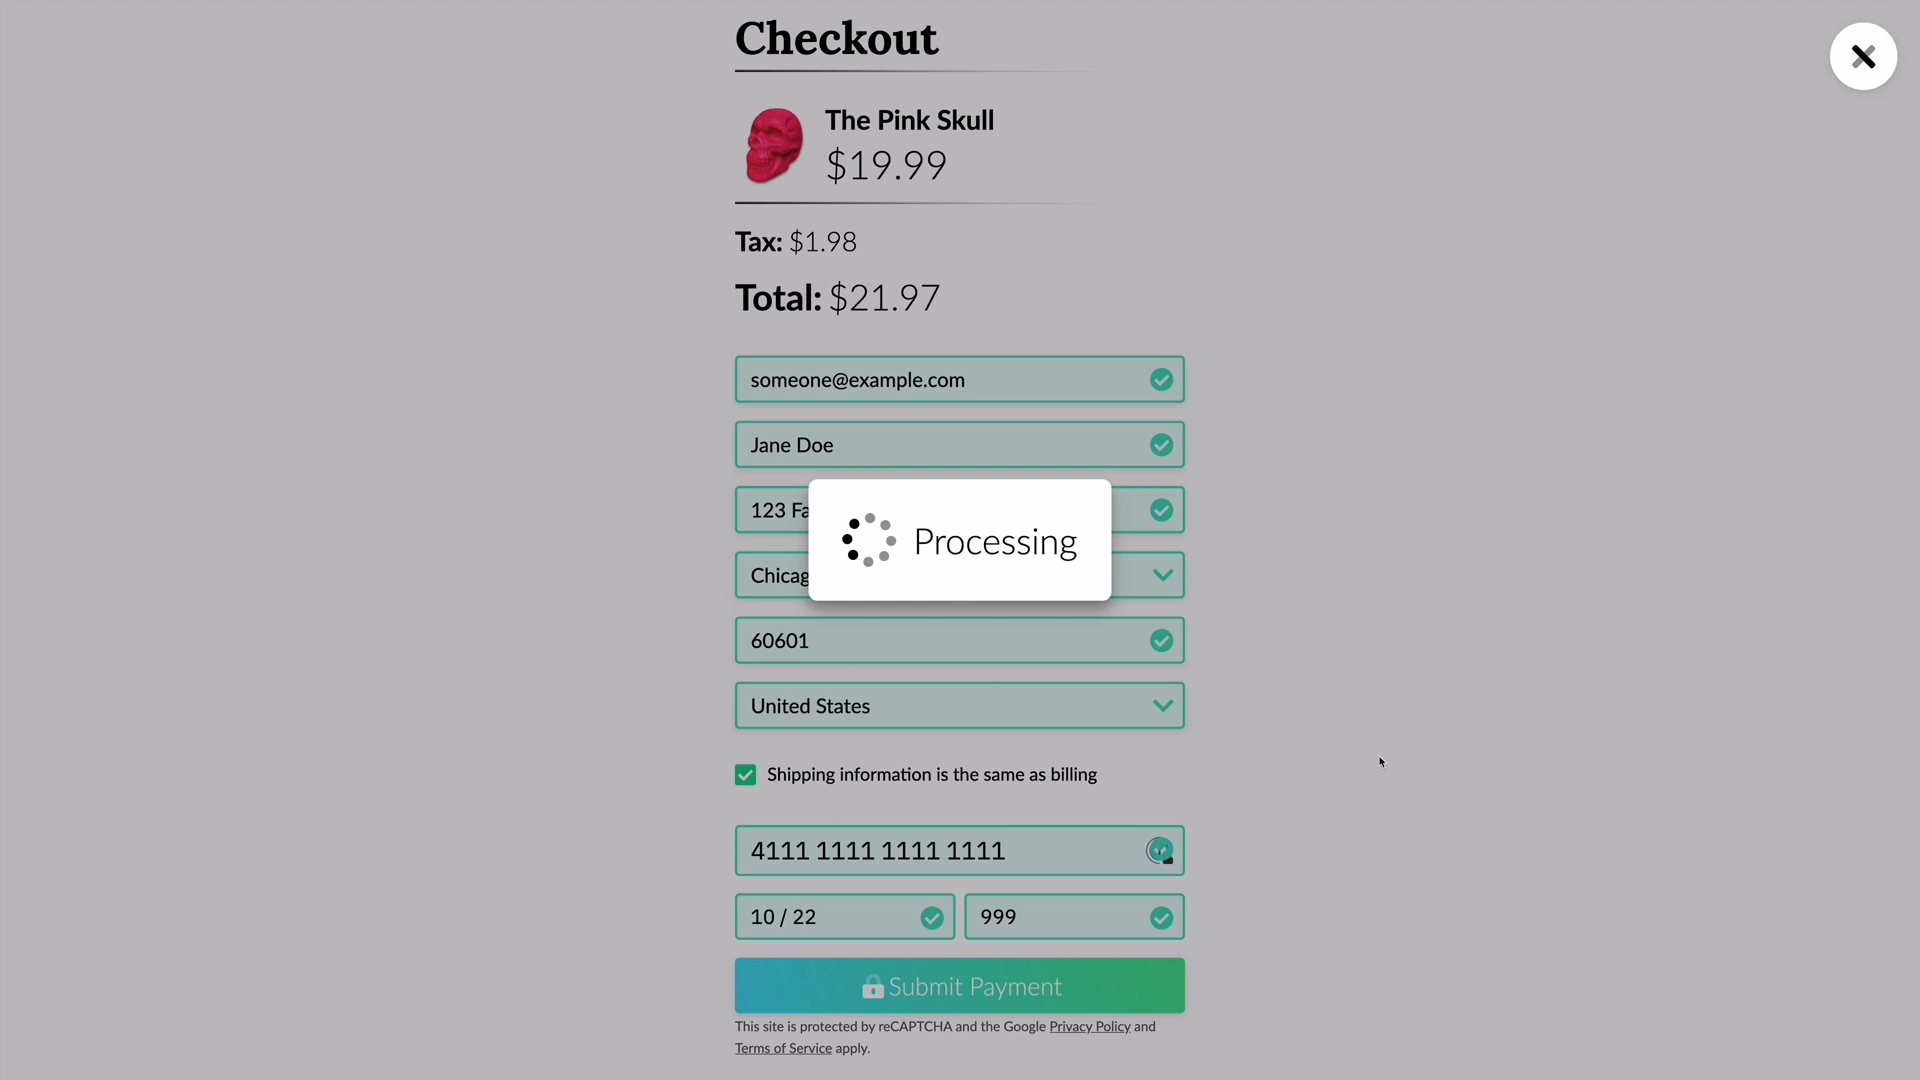 Checkout
The Pink Skull
$19.99
Tax: $1.98
Total: $21.97
someone@example.com
Jane Doe
123
Processing
60601
United States
Shipping information is the same as billing
4111 1111 1111 1111
10 / 22
999
Submit Payment
This site is protected by reCAPTCHA and the Google Privacy Policy and
Terms of Service apply.